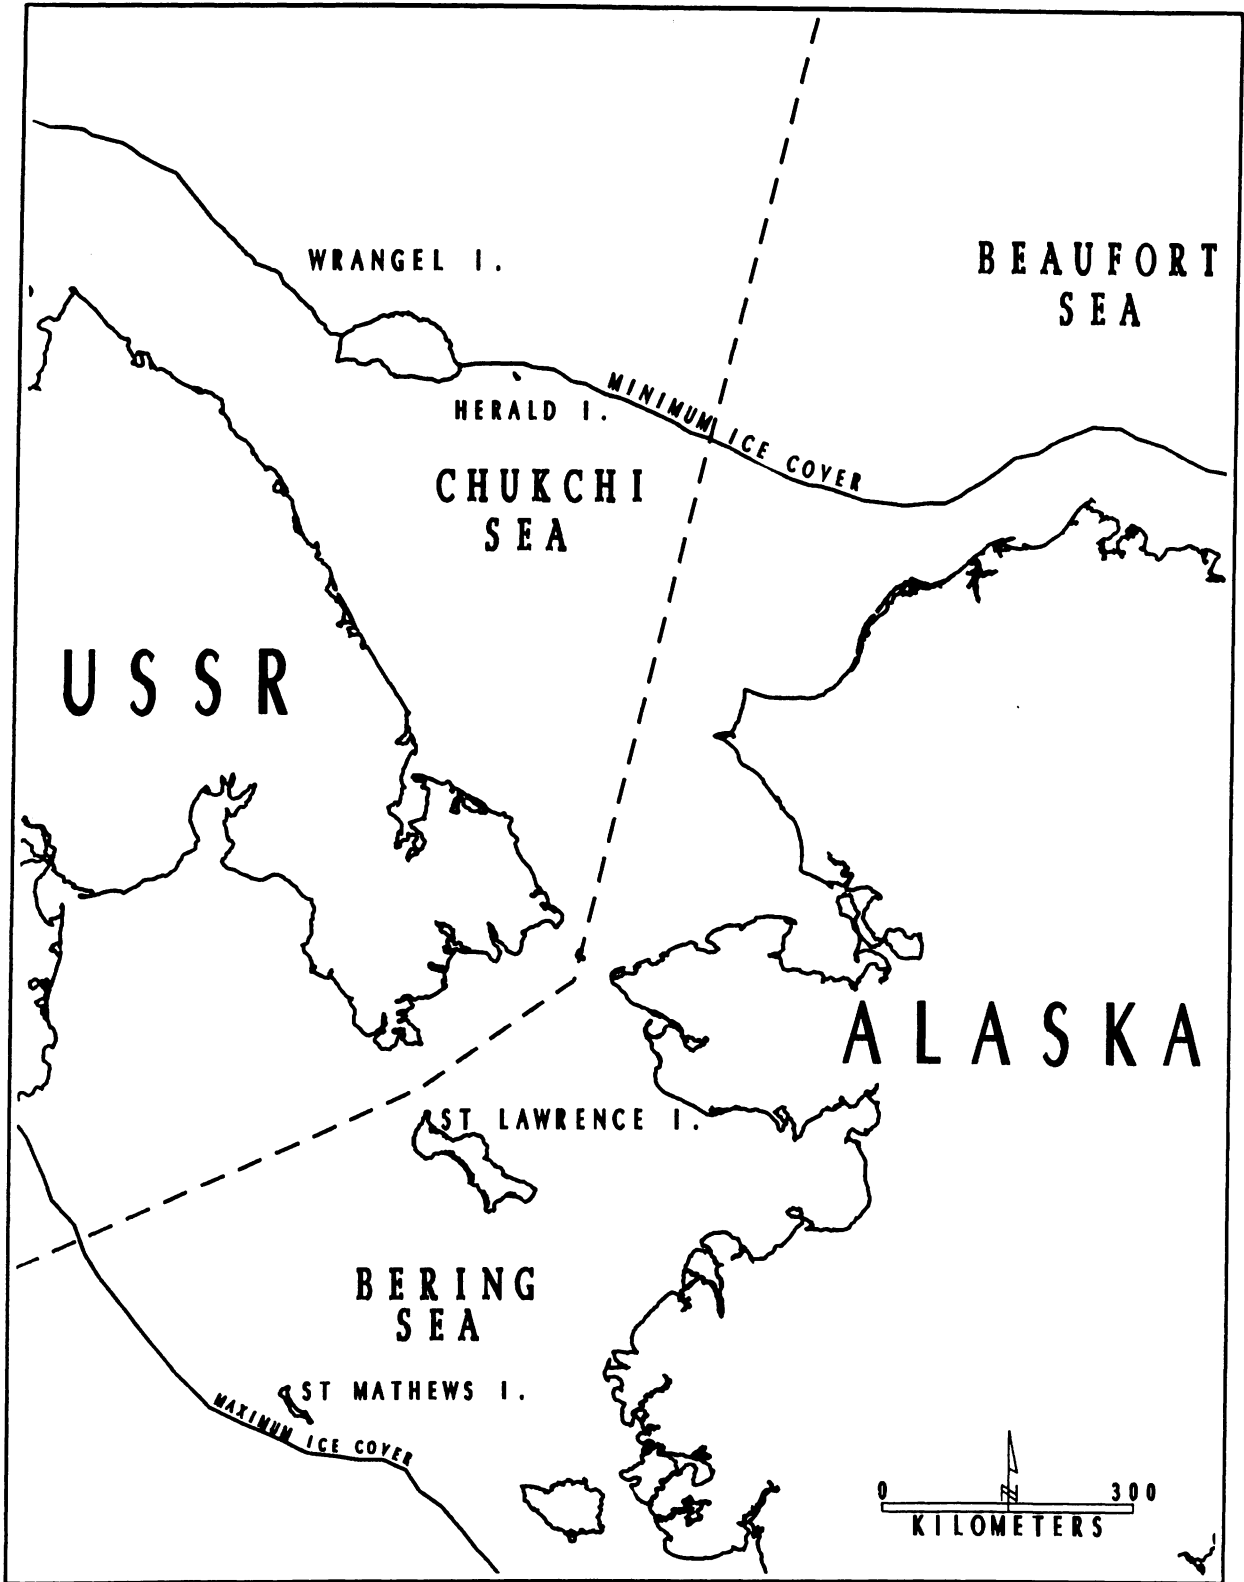 WRANGEL I.
BEAUFORT
SEA
HERALD I.
MINIMUM ICE COVER
CHUKCHI
SEA
USSR
ALASKA
ST LAWRENCE I.
BERING
SEA
ST MATHEWS I.
MAXIMUM ICE COVER
N
0 300
KILOMETERS